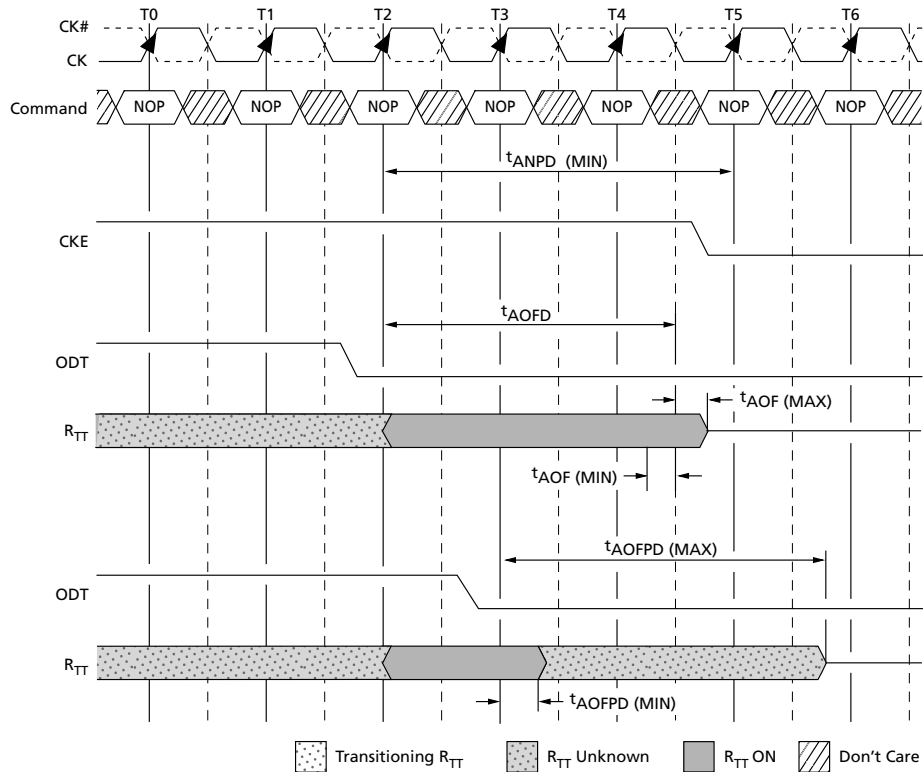 T0 T1 T2 T3 T4 T5 T6
CK#
CK
Command NOP NOP NOP NOP NOP NOP NOP
tANPD (MIN)
CKE
tAOFD
ODT
tAOF (MAX)
RTT
tAOF (MIN)
tAOFPD (MAX)
ODT
RTT
tAOFPD (MIN)
Transitioning RTT RTT Unknown RTT ON Don't Care